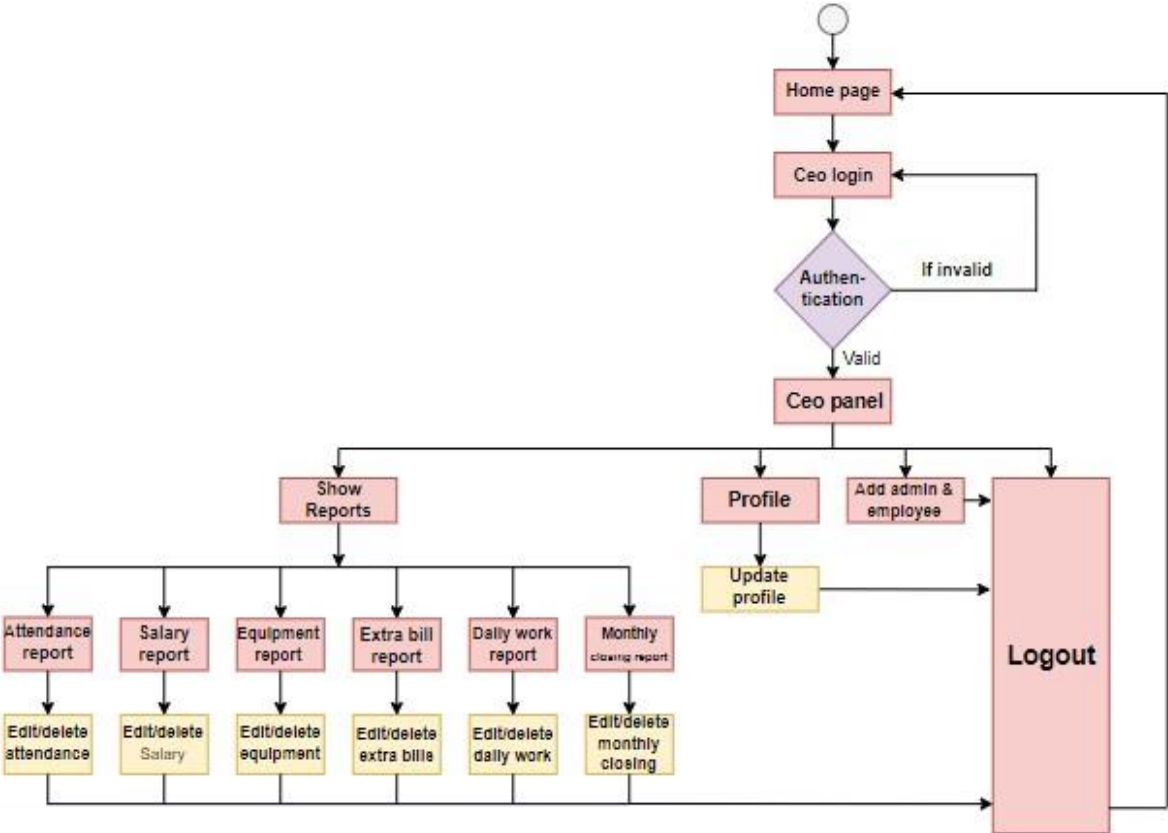 Home page
Ceo login
Authen-
tication
If invalid
Valid
Ceo panel
Show
Reports
Profile
Add admin &
employee
Update
profile
Attendance
report
Salary
report
Equipment
report
Extra bill
report
Daily work
report
Monthly
closing report
Logout
Edit/delete
attendance
Edit/delete
Salary
Edit/delete
equipment
Edit/delete
extra bills
Edit/delete
daily work
Edit/delete
monthly
closing